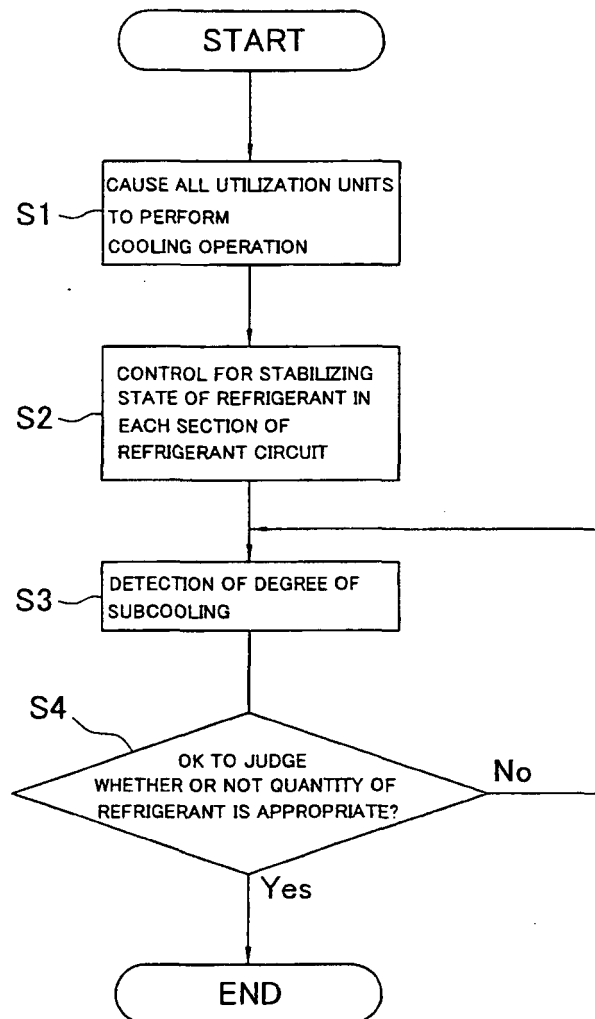 START
S1
CAUSE ALL UTILIZATION UNITS
TO PERFORM
COOLING OPERATION
S2
CONTROL FOR STABILIZING
STATE OF REFRIGERANT IN
EACH SECTION OF
REFRIGERANT CIRCUIT
S3
DETECTION OF DEGREE OF
SUBCOOLING
S4
OK TO JUDGE
WHETHER OR NOT QUANTITY OF
REFRIGERANT IS APPROPRIATE?
No
Yes
END